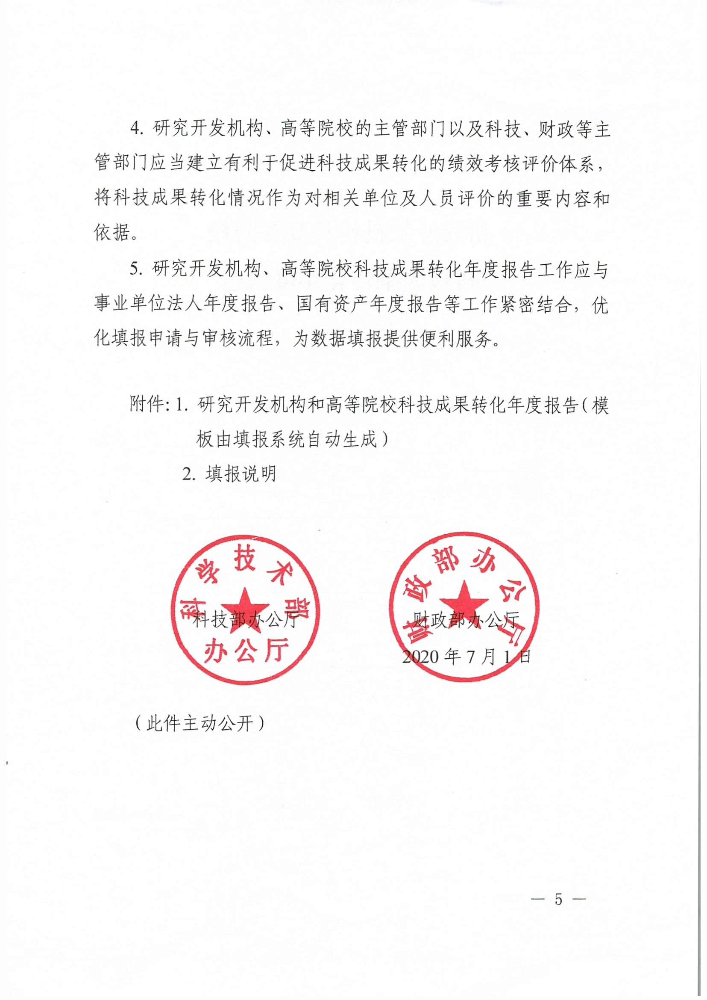 4. 研究开发机构、高等院校的主管部门以及科技、财政等主
管部门应当建立有利于促进科技成果转化的绩效考核评价体系，
将科技成果转化情况作为对相关单位及人员评价的重要内容和
依据。
5. 研究开发机构、高等院校科技成果转化年度报告工作应与
事业单位法人年度报告、国有资产年度报告等工作紧密结合，优
化填报申请与审核流程，为数据填报提供便利服务。
附件：1. 研究开发机构和高等院校科技成果转化年度报告（模
板由填报系统自动生成）
2. 填报说明
科学技术部
科技部办公厅
办公厅
财政部办公厅
财政部办公厅
2020 年 7 月 1 日
（此件主动公开）
— 5 —